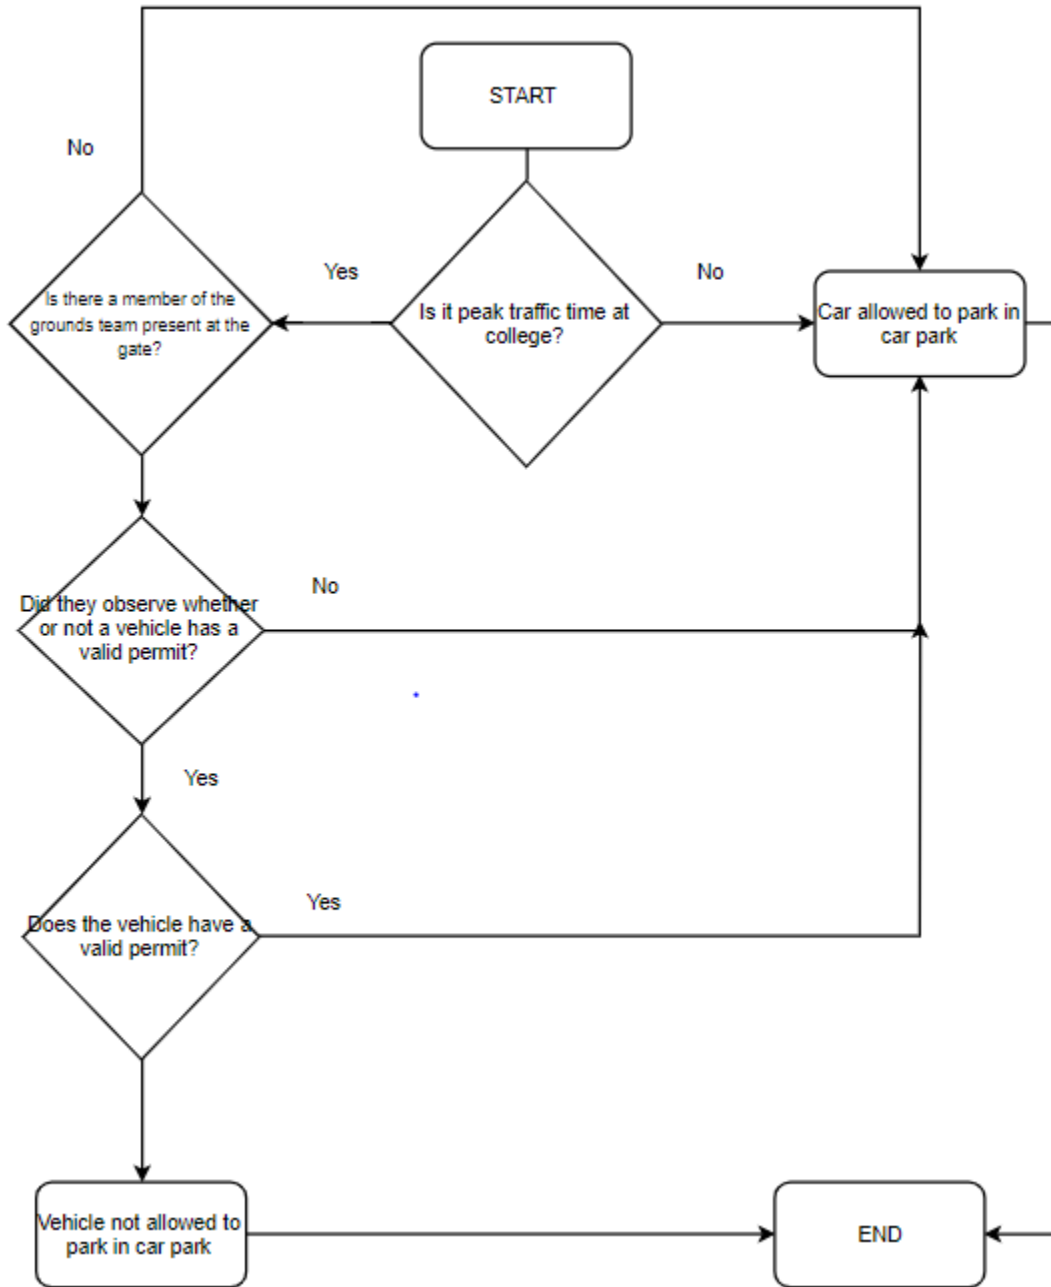 START
No
Yes
No
Is there a member of the
grounds team present at the
gate?
Is it peak traffic time at
college?
Car allowed to park in
car park
No
Did they observe whether
or not a vehicle has a
valid permit?
Yes
Yes
Does the vehicle have a
valid permit?
Vehicle not allowed to
park in car park
END